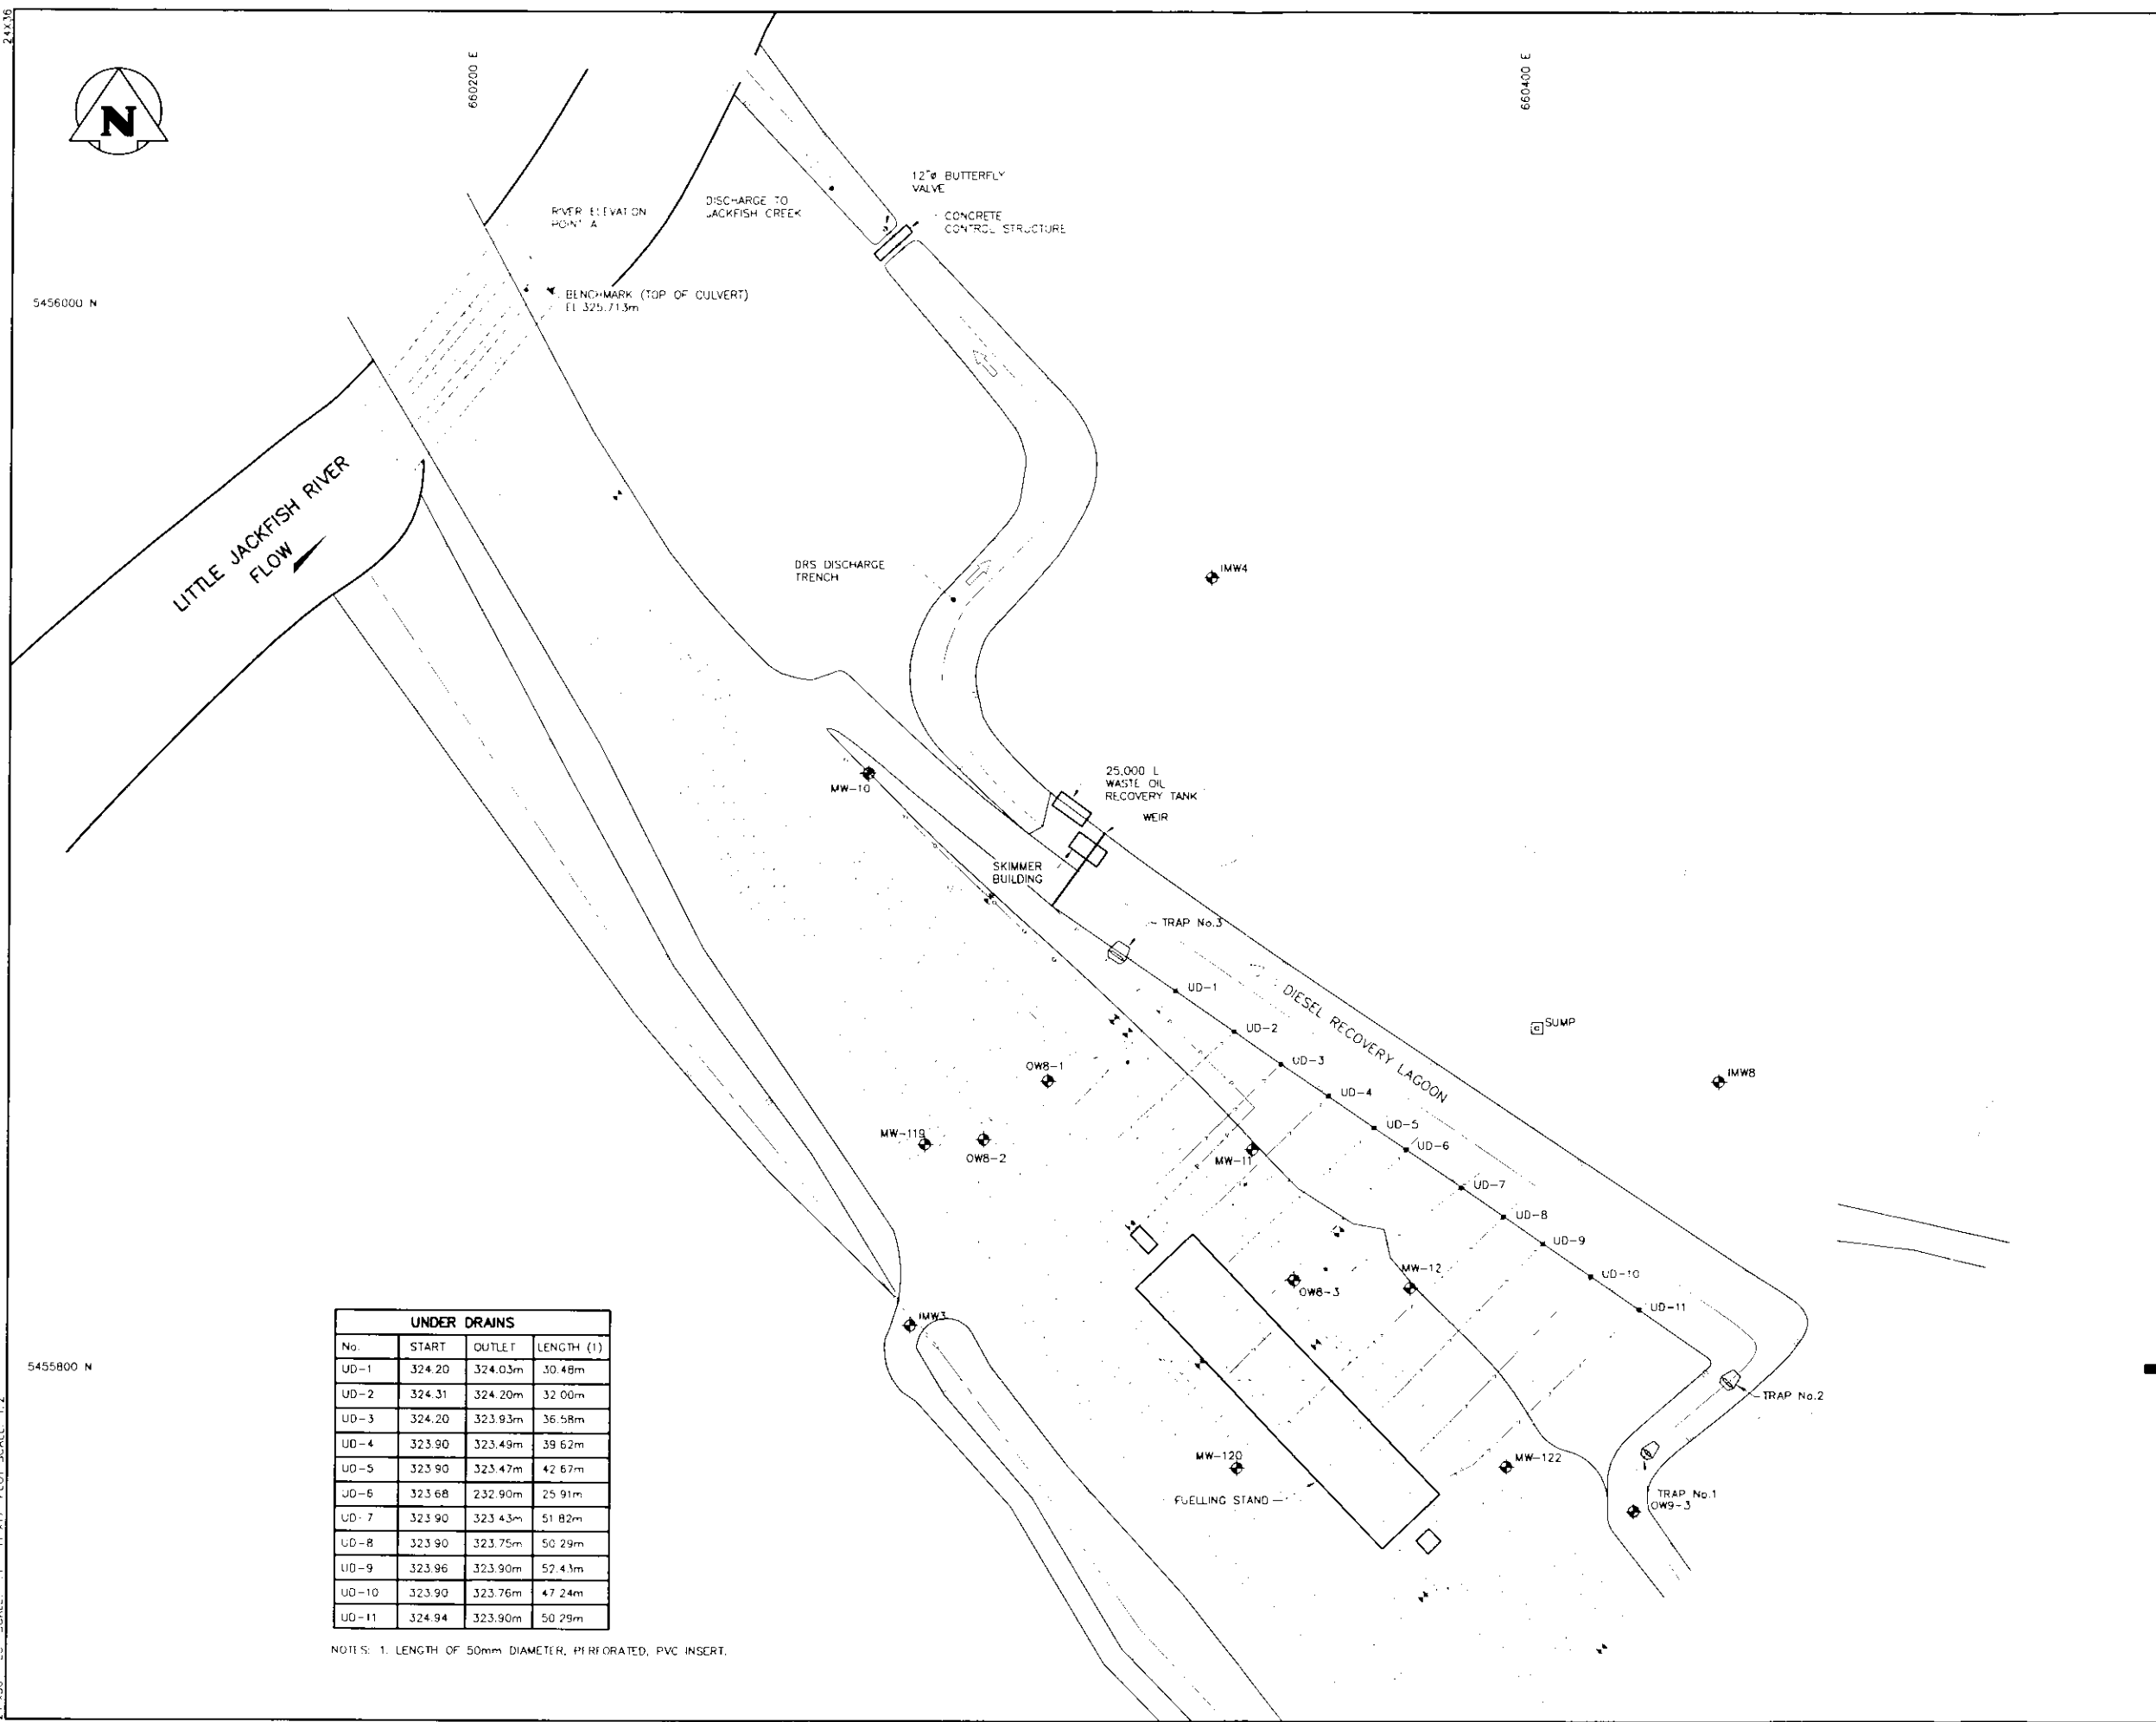 24X36
N
660200 E
660400 E
12"ø BUTTERFLY
VALVE
CONCRETE
CONTROL STRUCTURE
RIVER ELEVATION
POINT A
DISCHARGE TO
JACKFISH CREEK
BENCHMARK (TOP OF CULVERT)
EL 325.713m
5456000 N
LITTLE JACKFISH RIVER
FLOW
DRS DISCHARGE
TRENCH
IMW4
MW-10
25,000 L
WASTE OIL
RECOVERY TANK
WEIR
SKIMMER
BUILDING
TRAP No.3
UD-1
UD-2
UD-3
UD-4
UD-5
UD-6
UD-7
UD-8
UD-9
UD-10
UD-11
DIESEL RECOVERY LAGOON
SUMP
IMW8
OW8-1
MW-119
OW8-2
MW-11
OW8-3
MW-12
IMW3
TRAP No.2
MW-120
MW-122
FUELLING STAND
TRAP No.1
OW9-3
5455800 N
UNDER DRAINS
No. START OUTLET LENGTH (1)
UD-1 324.20 324.03m 30.48m
UD-2 324.31 324.20m 32.00m
UD-3 324.20 323.93m 36.58m
UD-4 323.90 323.49m 39.62m
UD-5 323.90 323.47m 42.67m
UD-6 323.68 232.90m 25.91m
UD-7 323.90 323.43m 51.82m
UD-8 323.90 323.75m 50.29m
UD-9 323.96 323.90m 52.43m
UD-10 323.90 323.76m 47.24m
UD-11 324.94 323.90m 50.29m
NOTES: 1. LENGTH OF 50mm DIAMETER, PERFORATED, PVC INSERT.